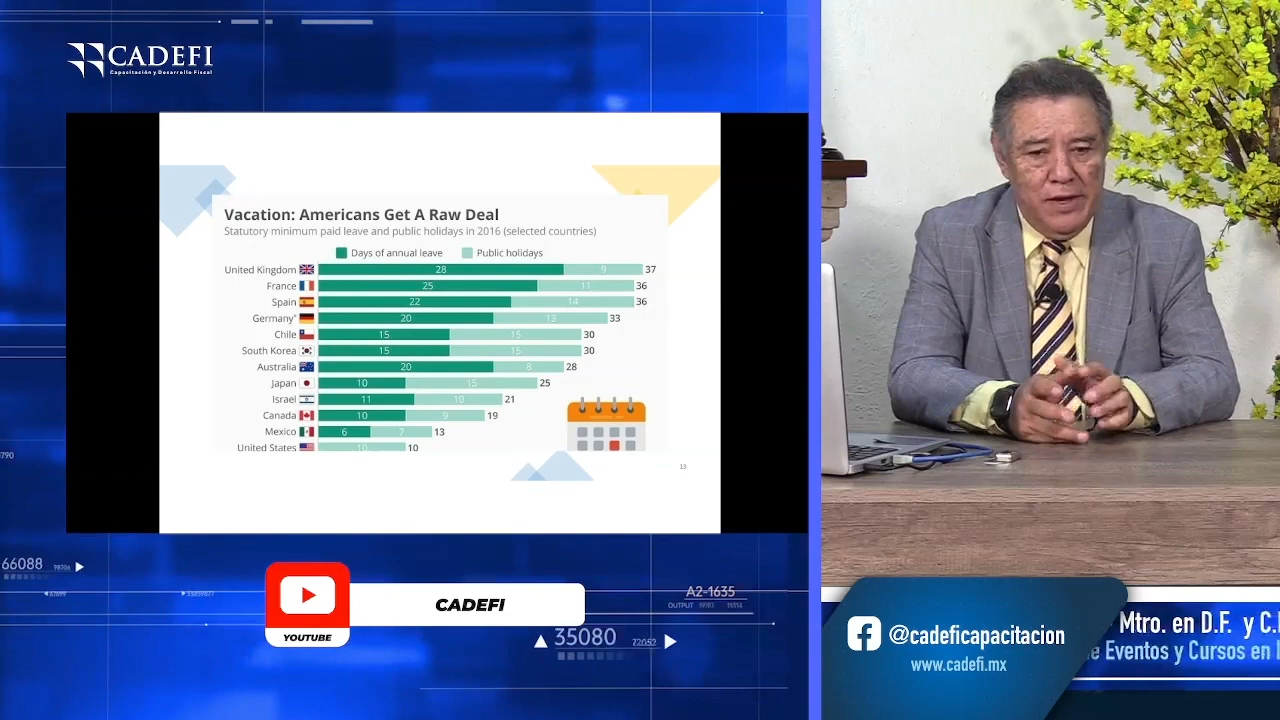 CADEFI
Capacitación y Desarrollo Fiscal
Vacation: Americans Get A Raw Deal
Statutory minimum paid leave and public holidays in 2016 (selected countries)
Days of annual leave Public holidays
United Kingdom 28 9 37
France 25 11 36
Spain 22 14 36
Germany* 20 13 33
Chile 15 15 30
South Korea 15 15 30
Australia 20 8 28
Japan 10 15 25
Israel 11 10 21
Canada 10 9 19
Mexico 6 7 13
United States 10 10
13
66088
A2-1635
OUTPUT
35080
72052
YOUTUBE
CADEFI
@cadeficapacitacion
www.cadefi.mx
Mtro. en D.F. y C.
Eventos y Cursos en